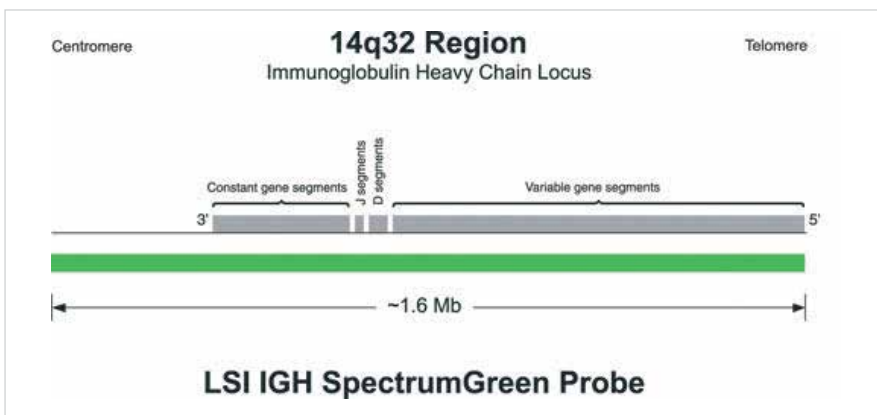 Centromere
14q32 Region
Telomere
Immunoglobulin Heavy Chain Locus
Constant gene segments
J segments
D segments
Variable gene segments
3'
5'
~1.6 Mb
LSI IGH SpectrumGreen Probe